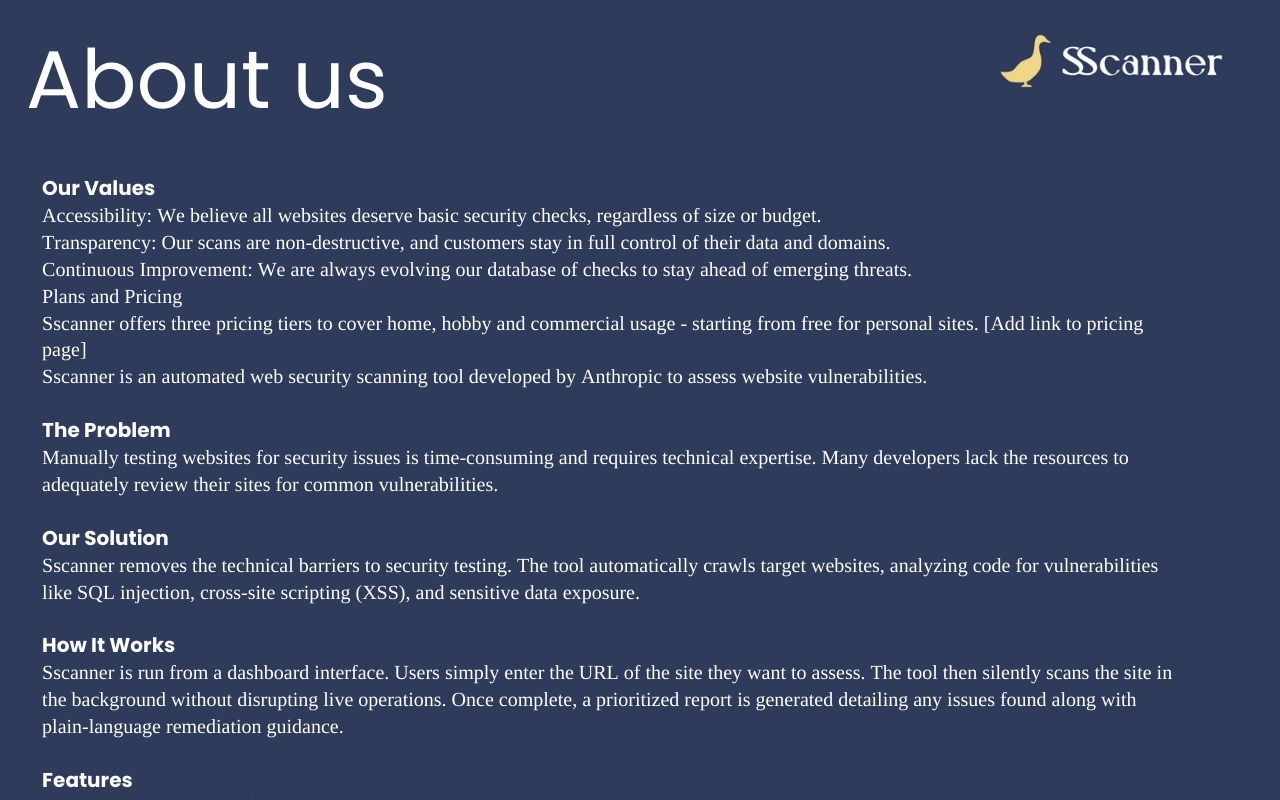 About us
SScanner
Our Values
Accessibility: We believe all websites deserve basic security checks, regardless of size or budget.
Transparency: Our scans are non-destructive, and customers stay in full control of their data and domains.
Continuous Improvement: We are always evolving our database of checks to stay ahead of emerging threats.
Plans and Pricing
Sscanner offers three pricing tiers to cover home, hobby and commercial usage - starting from free for personal sites. [Add link to pricing
page]
Sscanner is an automated web security scanning tool developed by Anthropic to assess website vulnerabilities.
The Problem
Manually testing websites for security issues is time-consuming and requires technical expertise. Many developers lack the resources to
adequately review their sites for common vulnerabilities.
Our Solution
Sscanner removes the technical barriers to security testing. The tool automatically crawls target websites, analyzing code for vulnerabilities
like SQL injection, cross-site scripting (XSS), and sensitive data exposure.
How It Works
Sscanner is run from a dashboard interface. Users simply enter the URL of the site they want to assess. The tool then silently scans the site in
the background without disrupting live operations. Once complete, a prioritized report is generated detailing any issues found along with
plain-language remediation guidance.
Features